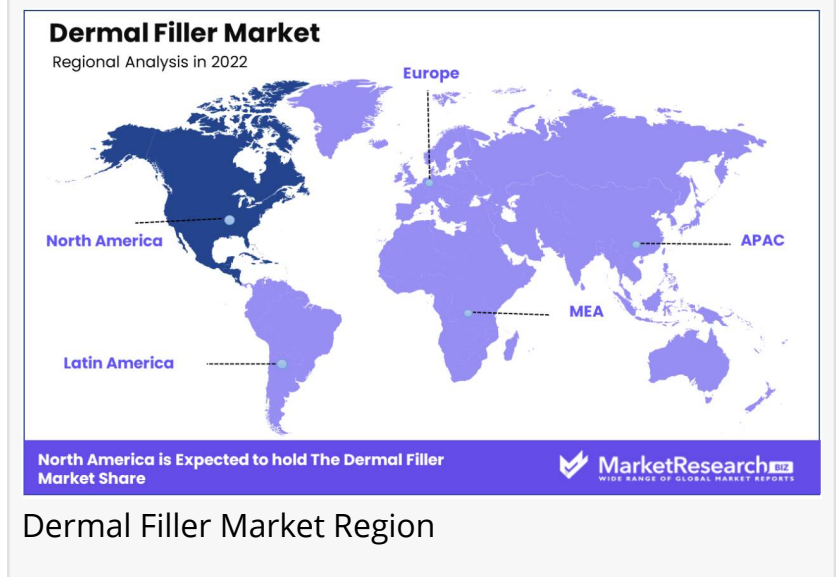 Dermal Filler Market
Regional Analysis in 2022
Europe
North America
APAC
MEA
Latin America
North America is Expected to hold The Dermal Filler
Market Share
MarketResearch BIZ
WIDE RANGE OF GLOBAL MARKET REPORTS
Dermal Filler Market Region